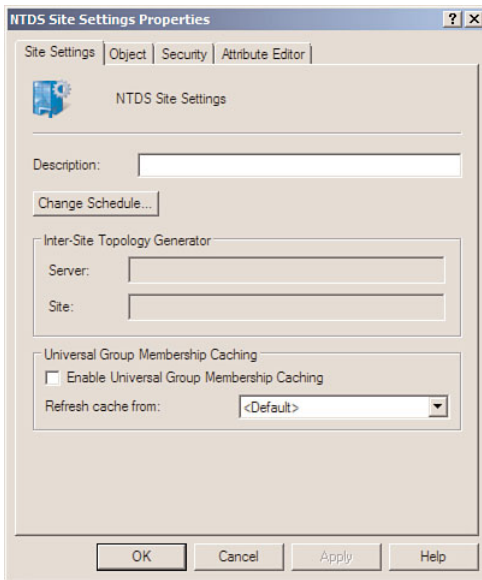 NTDS Site Settings Properties
Site Settings
Object
Security
Attribute Editor
NTDS Site Settings
Description:
Change Schedule...
Inter-Site Topology Generator
Server:
Site:
Universal Group Membership Caching
Enable Universal Group Membership Caching
Refresh cache from: <Default>
OK
Cancel
Apply
Help